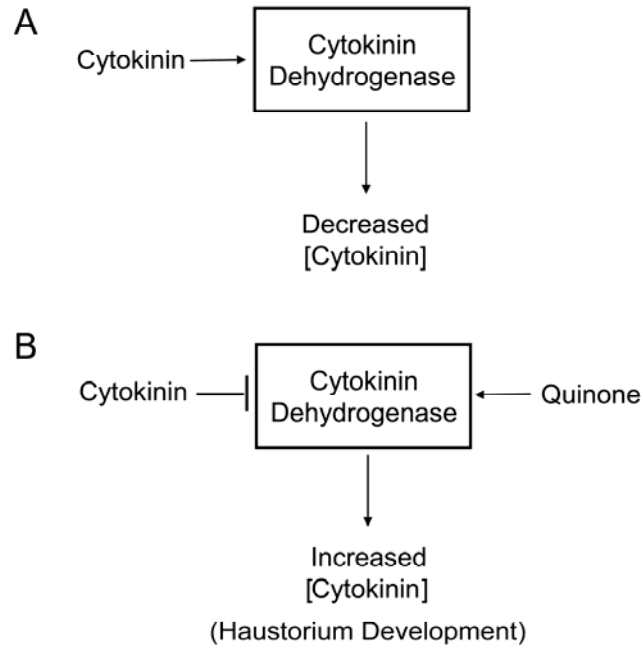 A
Cytokinin
Cytokinin
Dehydrogenase
Decreased
[Cytokinin]
B
Cytokinin
Cytokinin
Dehydrogenase
Quinone
Increased
[Cytokinin]
(Haustorium Development)